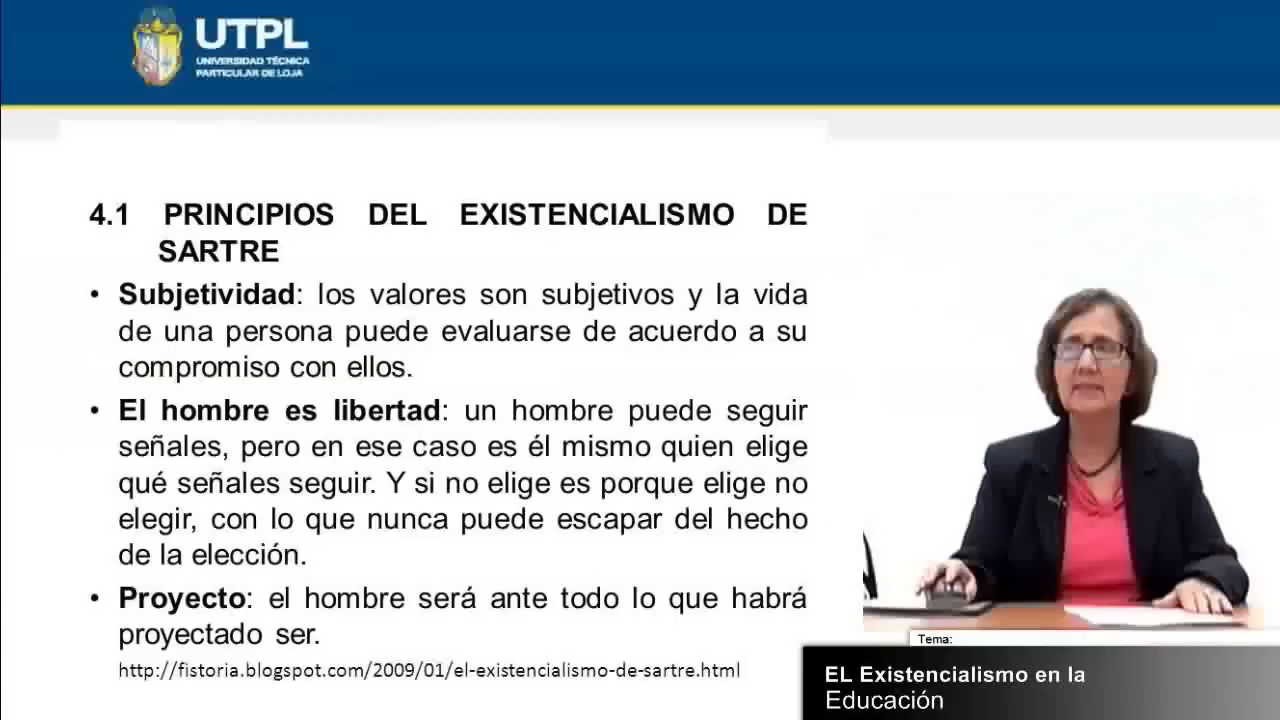 UTPL
UNIVERSIDAD TÉCNICA
PARTICULAR DE LOJA
4.1 PRINCIPIOS DEL EXISTENCIALISMO DE
SARTRE
• Subjetividad: los valores son subjetivos y la vida
de una persona puede evaluarse de acuerdo a su
compromiso con ellos.
• El hombre es libertad: un hombre puede seguir
señales, pero en ese caso es él mismo quien elige
qué señales seguir. Y si no elige es porque elige no
elegir, con lo que nunca puede escapar del hecho
de la elección.
• Proyecto: el hombre será ante todo lo que habrá
proyectado ser.
http://fistoria.blogspot.com/2009/01/el-existencialismo-de-sartre.html
Tema:
EL Existencialismo en la
Educación